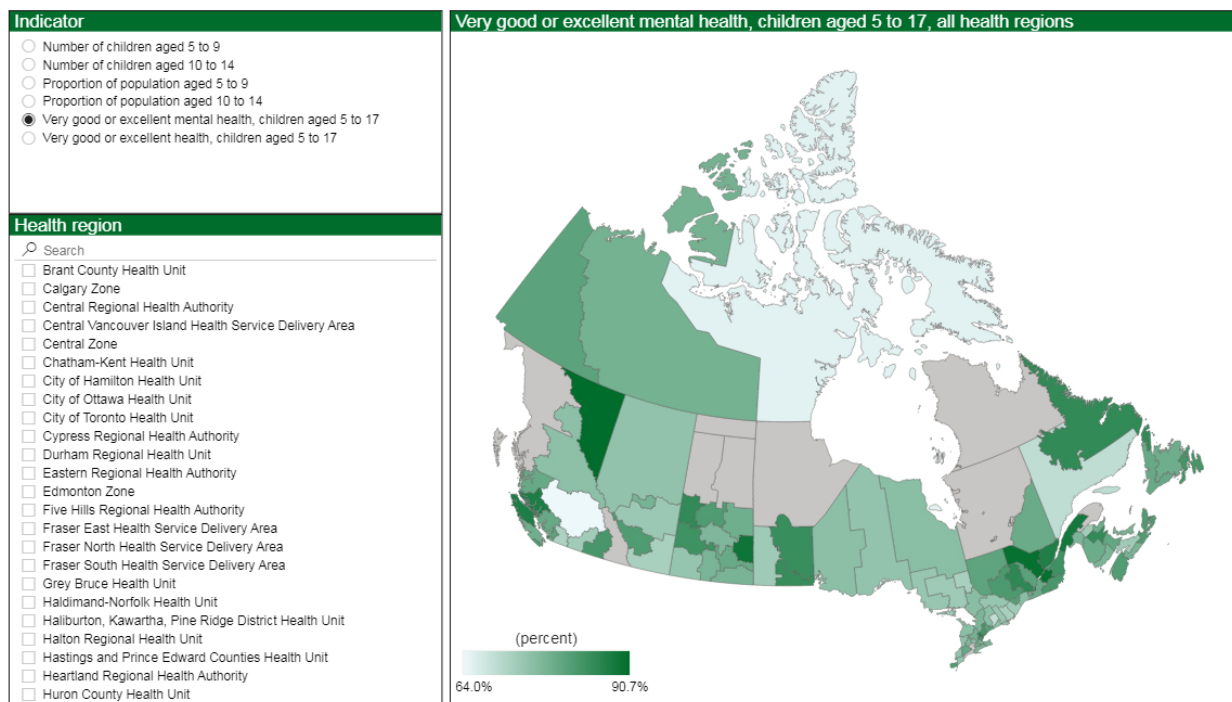 Indicator
Number of children aged 5 to 9
Number of children aged 10 to 14
Proportion of population aged 5 to 9
Proportion of population aged 10 to 14
Very good or excellent mental health, children aged 5 to 17
Very good or excellent health, children aged 5 to 17
Health region
Search
Brant County Health Unit
Calgary Zone
Central Regional Health Authority
Central Vancouver Island Health Service Delivery Area
Central Zone
Chatham-Kent Health Unit
City of Hamilton Health Unit
City of Ottawa Health Unit
City of Toronto Health Unit
Cypress Regional Health Authority
Durham Regional Health Unit
Eastern Regional Health Authority
Edmonton Zone
Five Hills Regional Health Authority
Fraser East Health Service Delivery Area
Fraser North Health Service Delivery Area
Fraser South Health Service Delivery Area
Grey Bruce Health Unit
Haldimand-Norfolk Health Unit
Haliburton, Kawartha, Pine Ridge District Health Unit
Halton Regional Health Unit
Hastings and Prince Edward Counties Health Unit
Heartland Regional Health Authority
Huron County Health Unit
Very good or excellent mental health, children aged 5 to 17, all health regions
(percent)
64.0% 90.7%